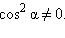 cos² α ≠ 0.